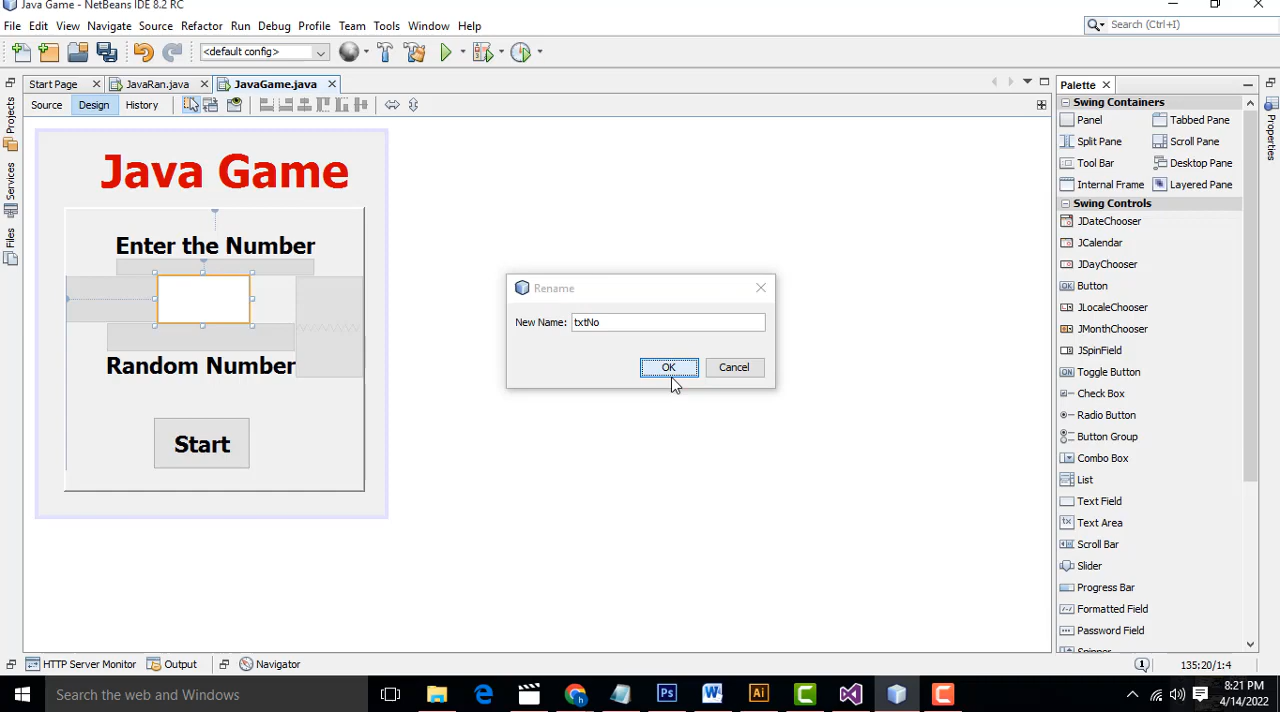 Java Game - NetBeans IDE 8.2 RC
File Edit View Navigate Source Refactor Run Debug Profile Team Tools Window Help
Search (Ctrl+I)
<default config>
Start Page JavaRan.java JavaGame.java
Source Design History
Projects
Services
Files
Java Game
Enter the Number
Random Number
Start
Rename
New Name: txtNo
OK Cancel
Palette
Swing Containers
Panel Tabbed Pane
Split Pane Scroll Pane
Tool Bar Desktop Pane
Internal Frame Layered Pane
Swing Controls
JDateChooser
JCalendar
JDayChooser
OK Button
JLocaleChooser
JMonthChooser
JSpinField
ON Toggle Button
Check Box
Radio Button
Button Group
Combo Box
List
Text Field
Text Area
Scroll Bar
Slider
Progress Bar
Formatted Field
Password Field
Properties
HTTP Server Monitor Output Navigator
1 135:20/1:4
Search the web and Windows
8:21 PM
4/14/2022